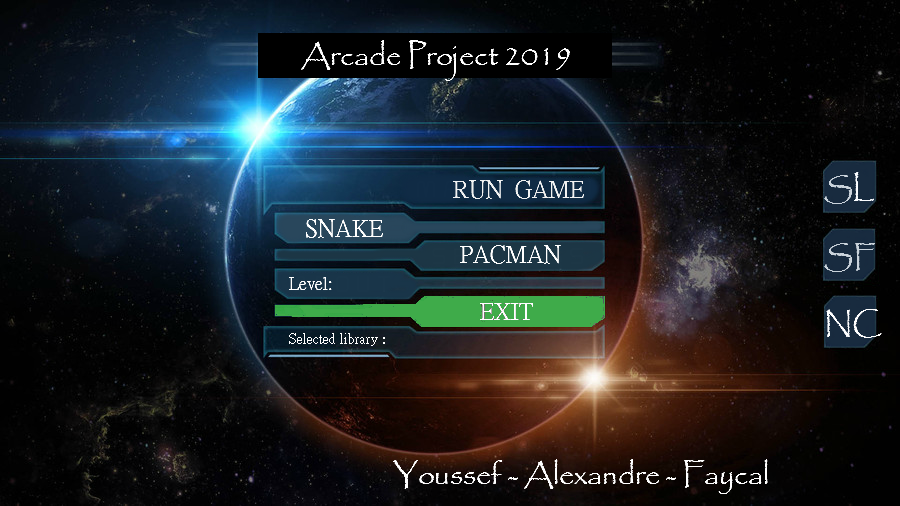 Arcade Project 2019
RUN GAME
SNAKE
PACMAN
Level:
EXIT
Selected library :
SL
SF
NC
Youssef - Alexandre - Faycal